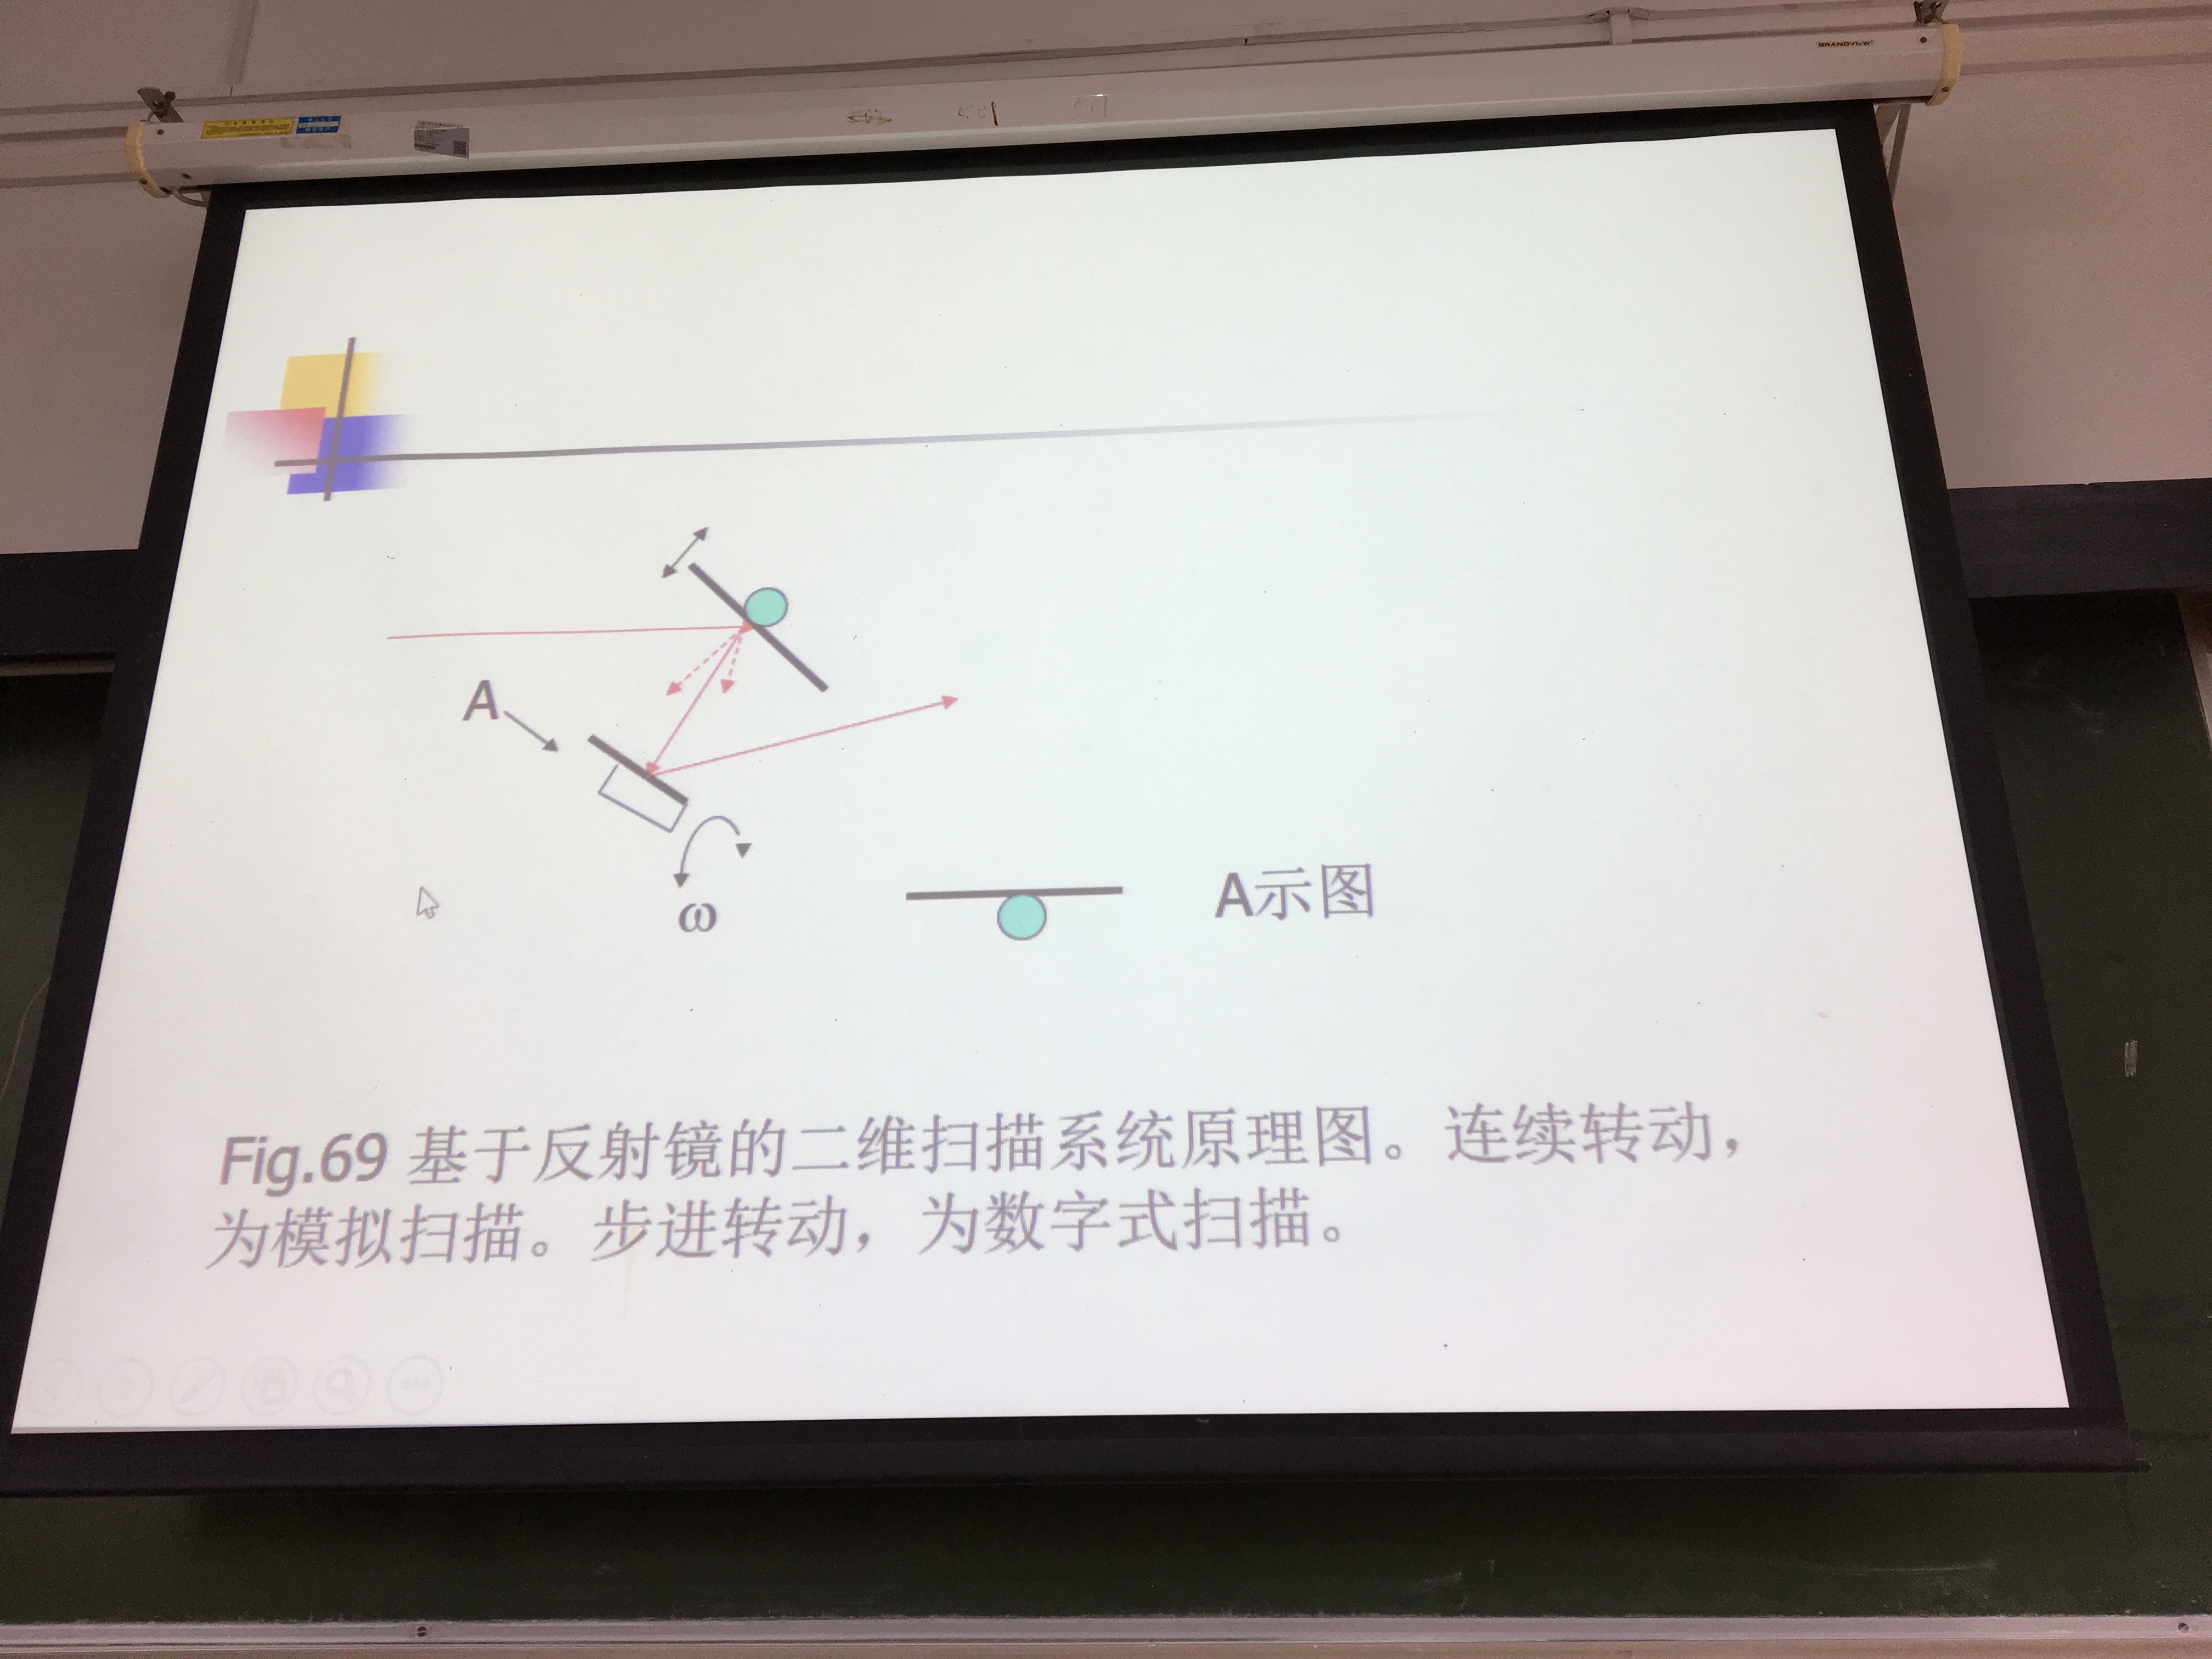 GRANDVIEW
501
A
ω
A示图
Fig.69 基于反射镜的二维扫描系统原理图。连续转动,
为模拟扫描。步进转动，为数字式扫描。